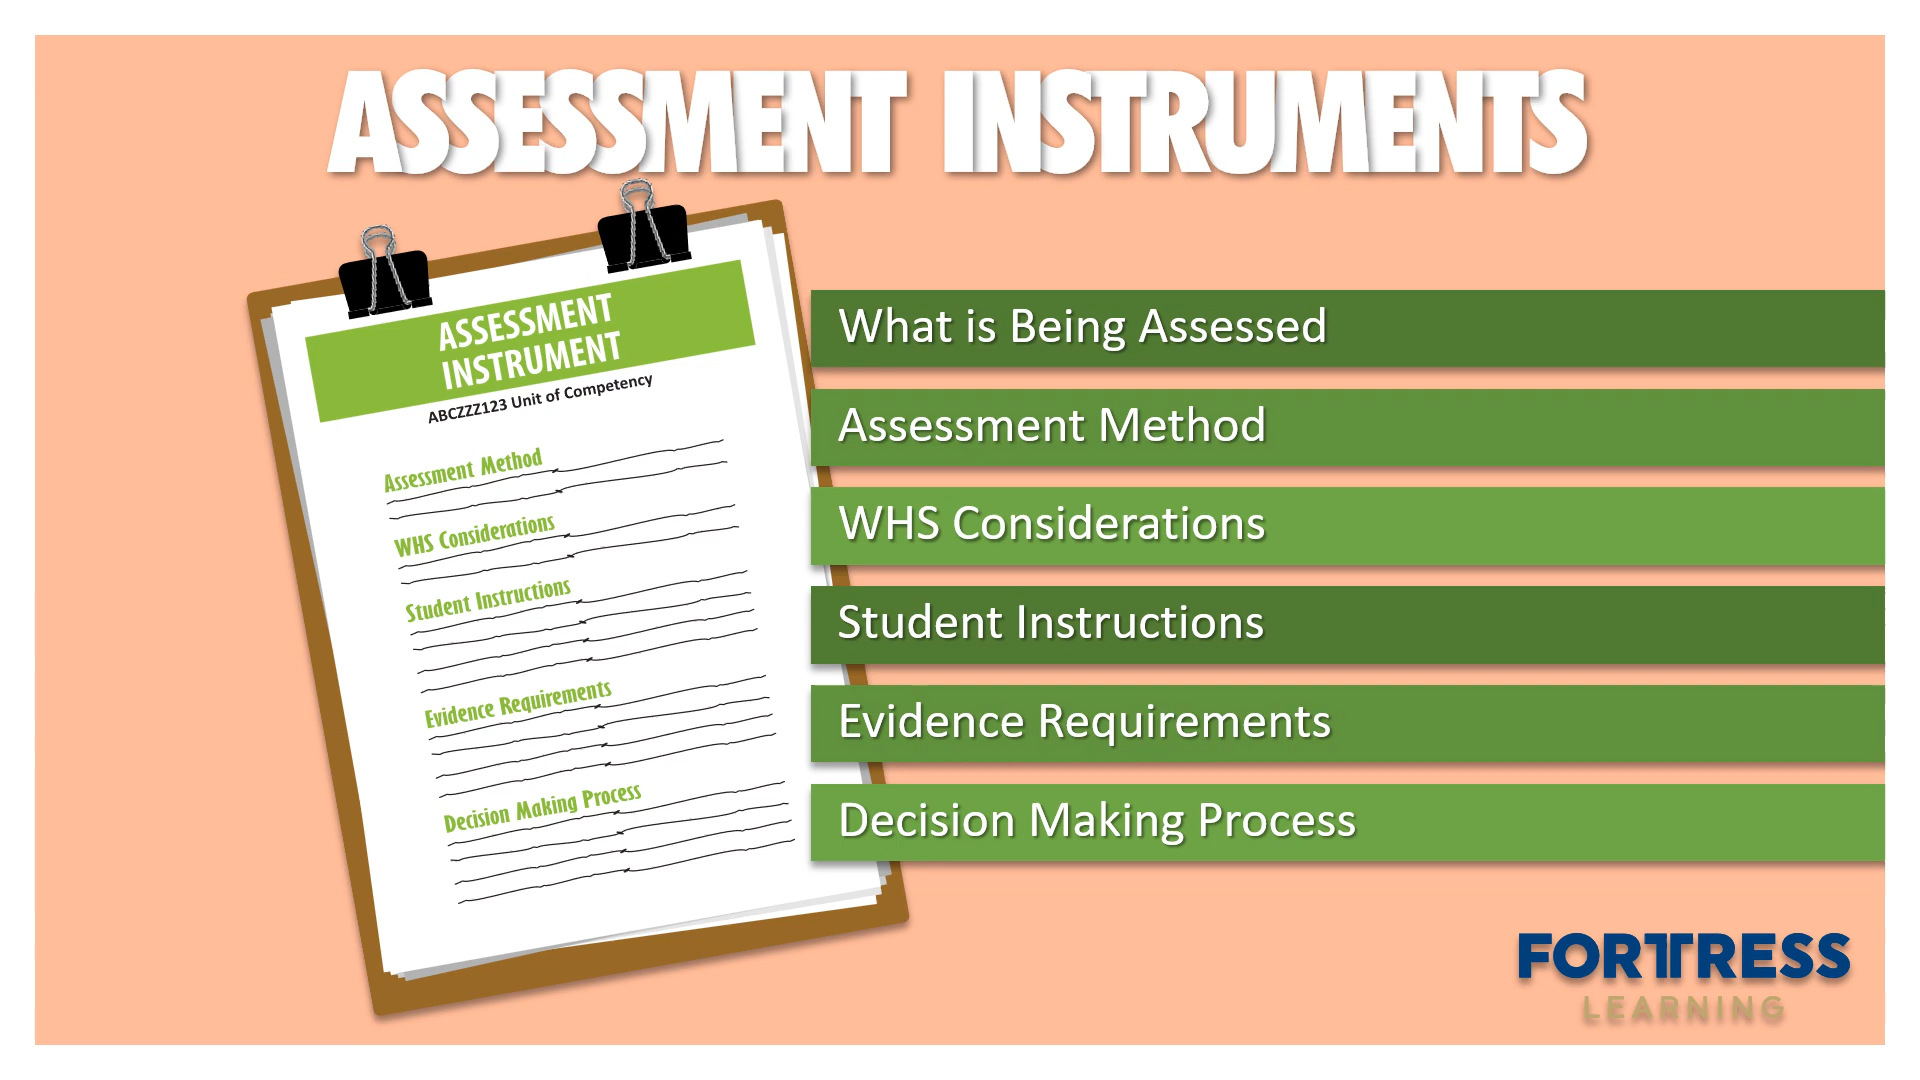 ASSESSMENT INSTRUMENTS
ASSESSMENT
INSTRUMENT
ABCZZZ123 Unit of Competency
Assessment Method
WHS Considerations
Student Instructions
Evidence Requirements
Decision Making Process
What is Being Assessed
Assessment Method
WHS Considerations
Student Instructions
Evidence Requirements
Decision Making Process
FORTRESS
LEARNING